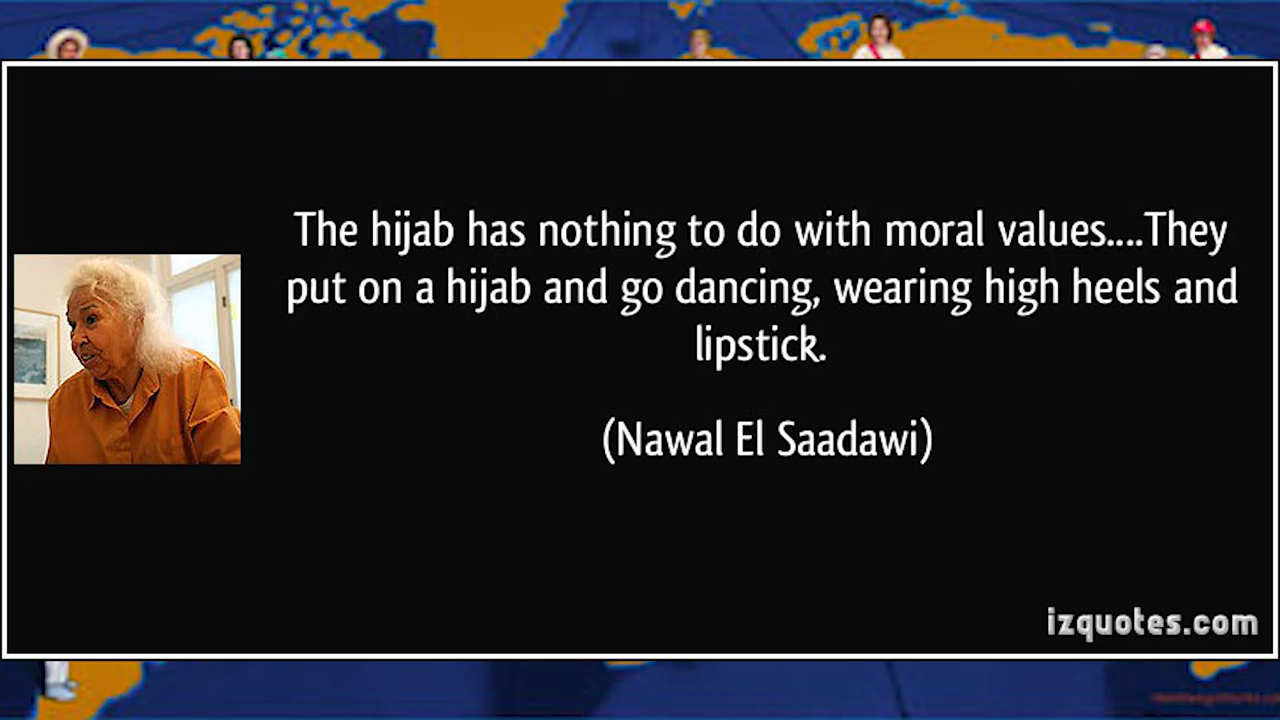 The hijab has nothing to do with moral values....They
put on a hijab and go dancing, wearing high heels and
lipstick.
(Nawal El Saadawi)
izquotes.com